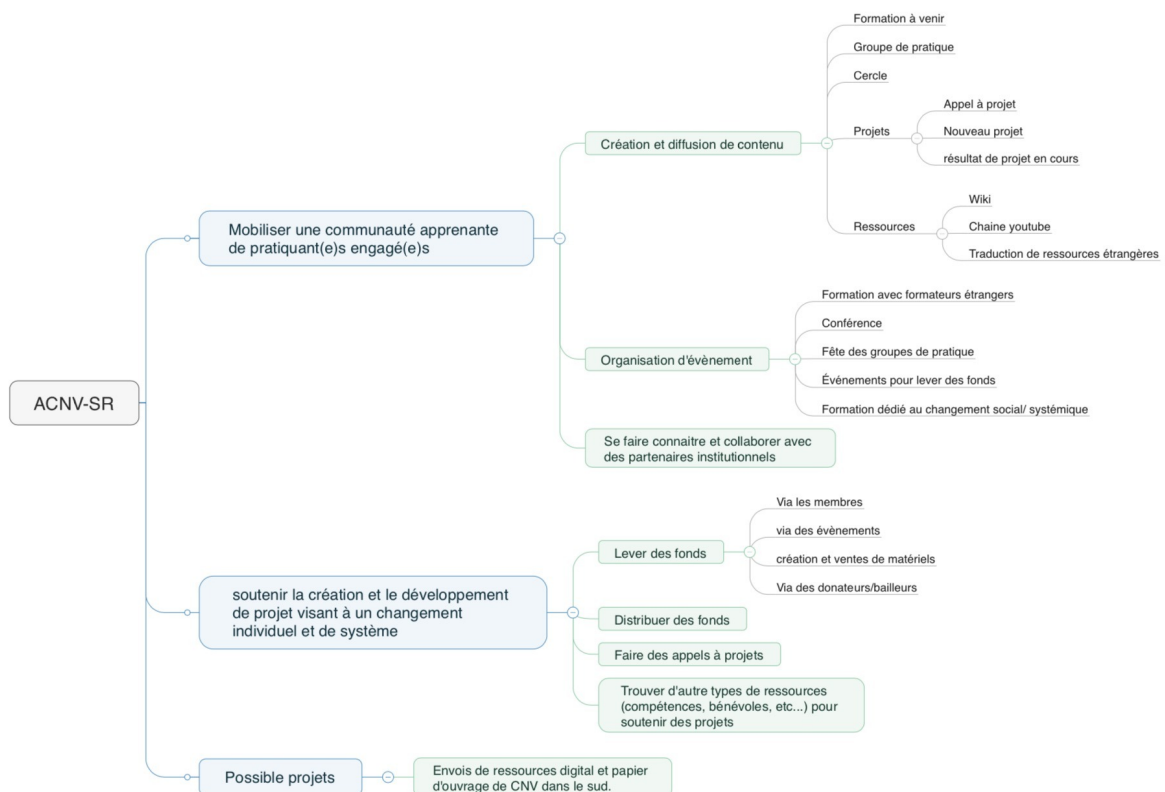 ACNV-SR
Mobiliser une communauté apprenante
de pratiquant(e)s engagé(e)s
Création et diffusion de contenu
Formation à venir
Groupe de pratique
Cercle
Projets
Appel à projet
Nouveau projet
résultat de projet en cours
Ressources
Wiki
Chaine youtube
Traduction de ressources étrangères
Organisation d'évènement
Formation avec formateurs étrangers
Conférence
Fête des groupes de pratique
Événements pour lever des fonds
Formation dédié au changement social/ systémique
Se faire connaitre et collaborer avec
des partenaires institutionnels
soutenir la création et le développement
de projet visant à un changement
individuel et de système
Lever des fonds
Via les membres
via des évènements
création et ventes de matériels
Via des donateurs/bailleurs
Distribuer des fonds
Faire des appels à projets
Trouver d'autre types de ressources
(compétences, bénévoles, etc...) pour
soutenir des projets
Possible projets
Envois de ressources digital et papier
d'ouvrage de CNV dans le sud.